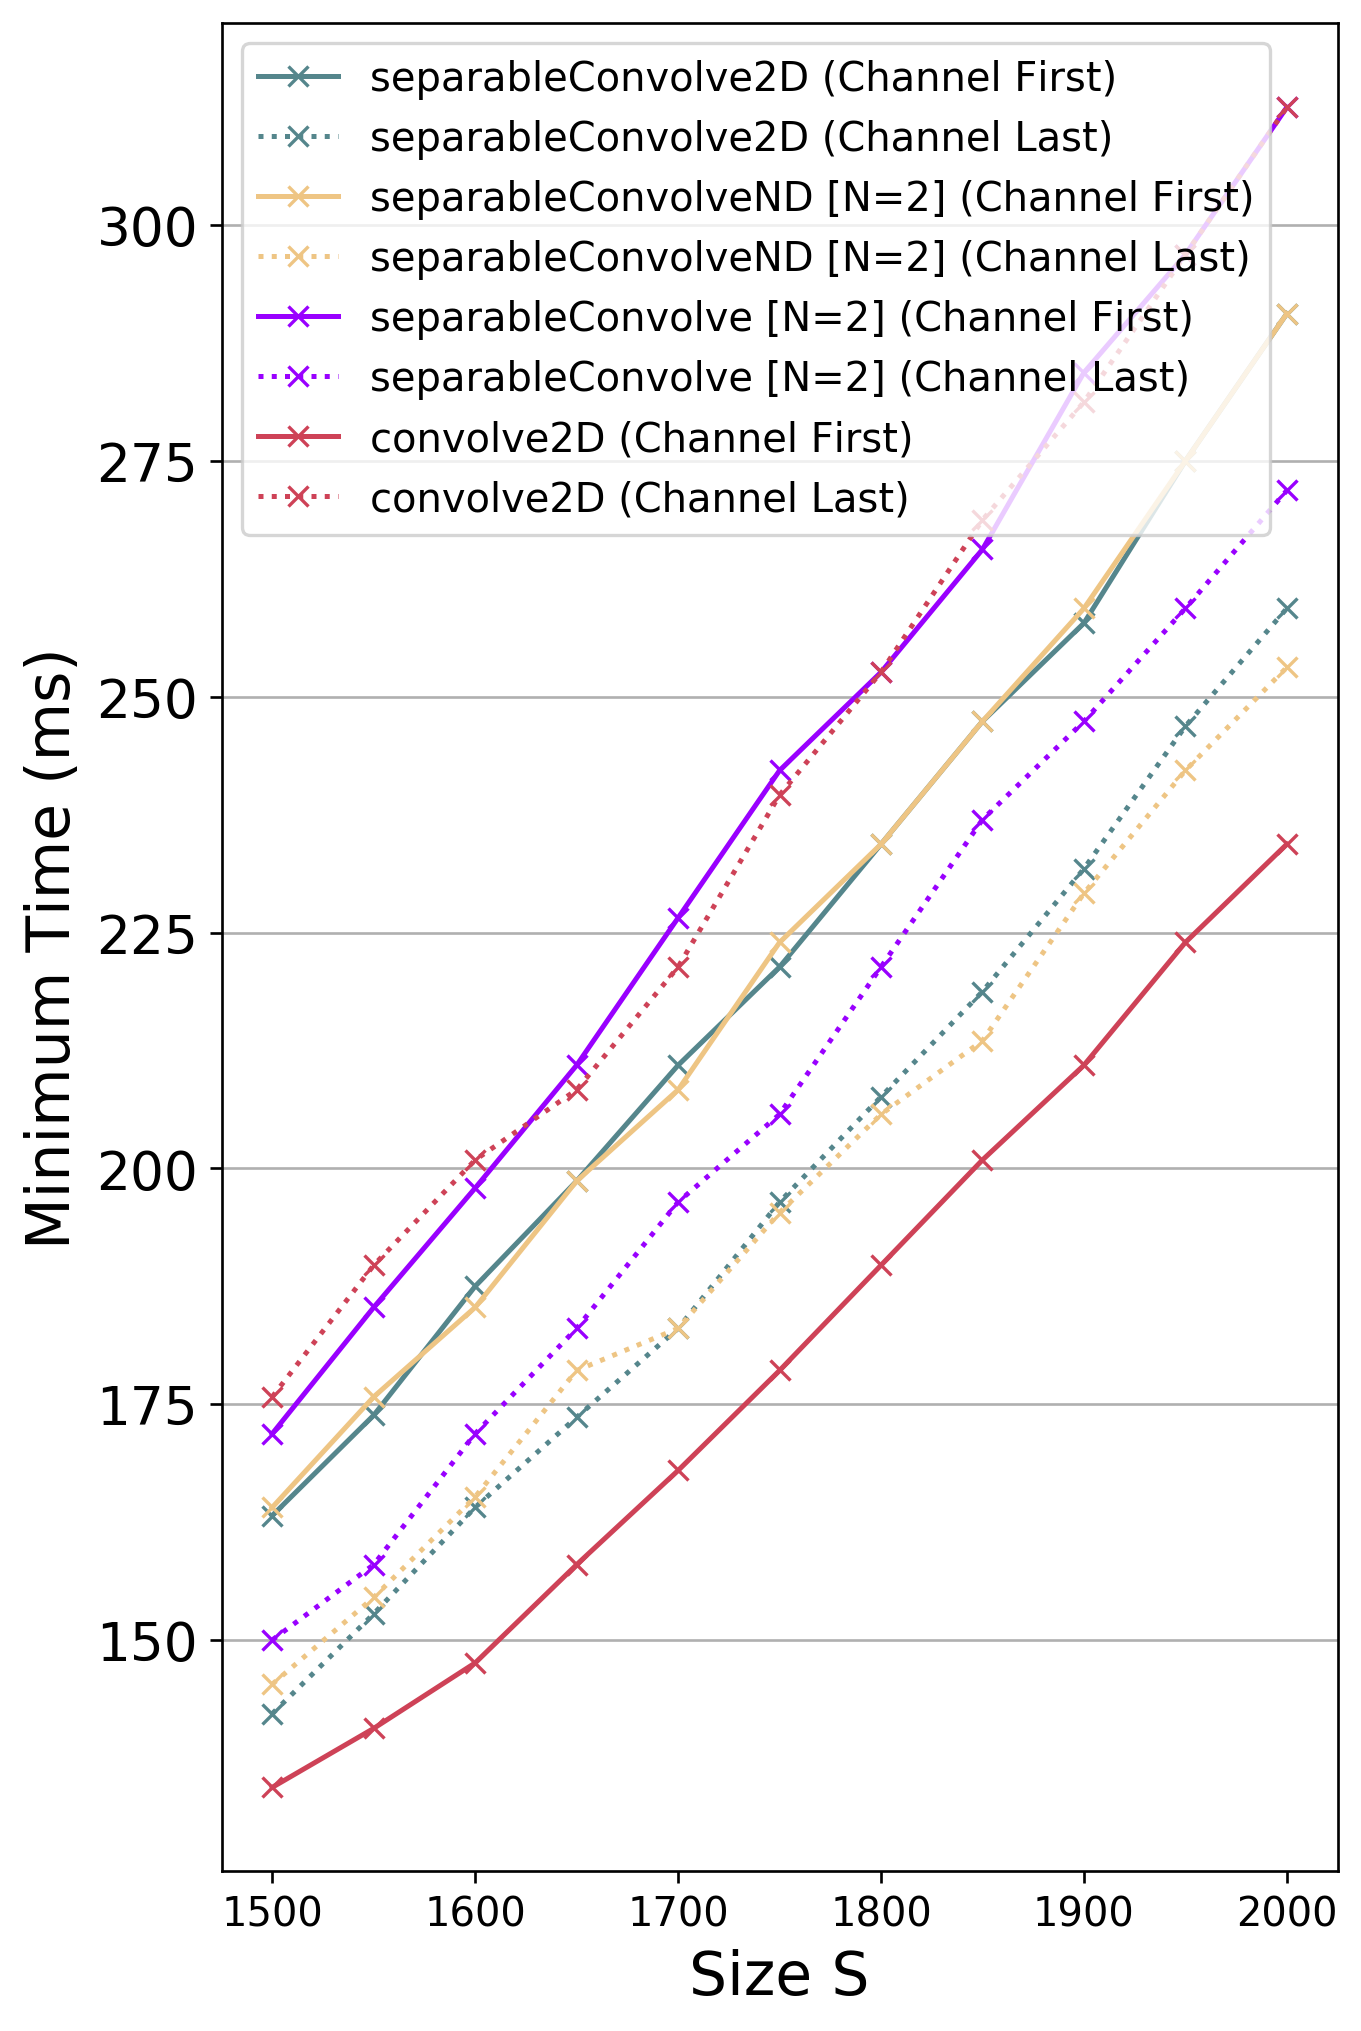 separableConvolve2D (Channel First)
separableConvolve2D (Channel Last)
separableConvolveND [N=2] (Channel First)
separableConvolveND [N=2] (Channel Last)
separableConvolve [N=2] (Channel First)
separableConvolve [N=2] (Channel Last)
convolve2D (Channel First)
convolve2D (Channel Last)
300
275
250
225
200
175
150
Minimum Time (ms)
1500 1600 1700 1800 1900 2000
Size S